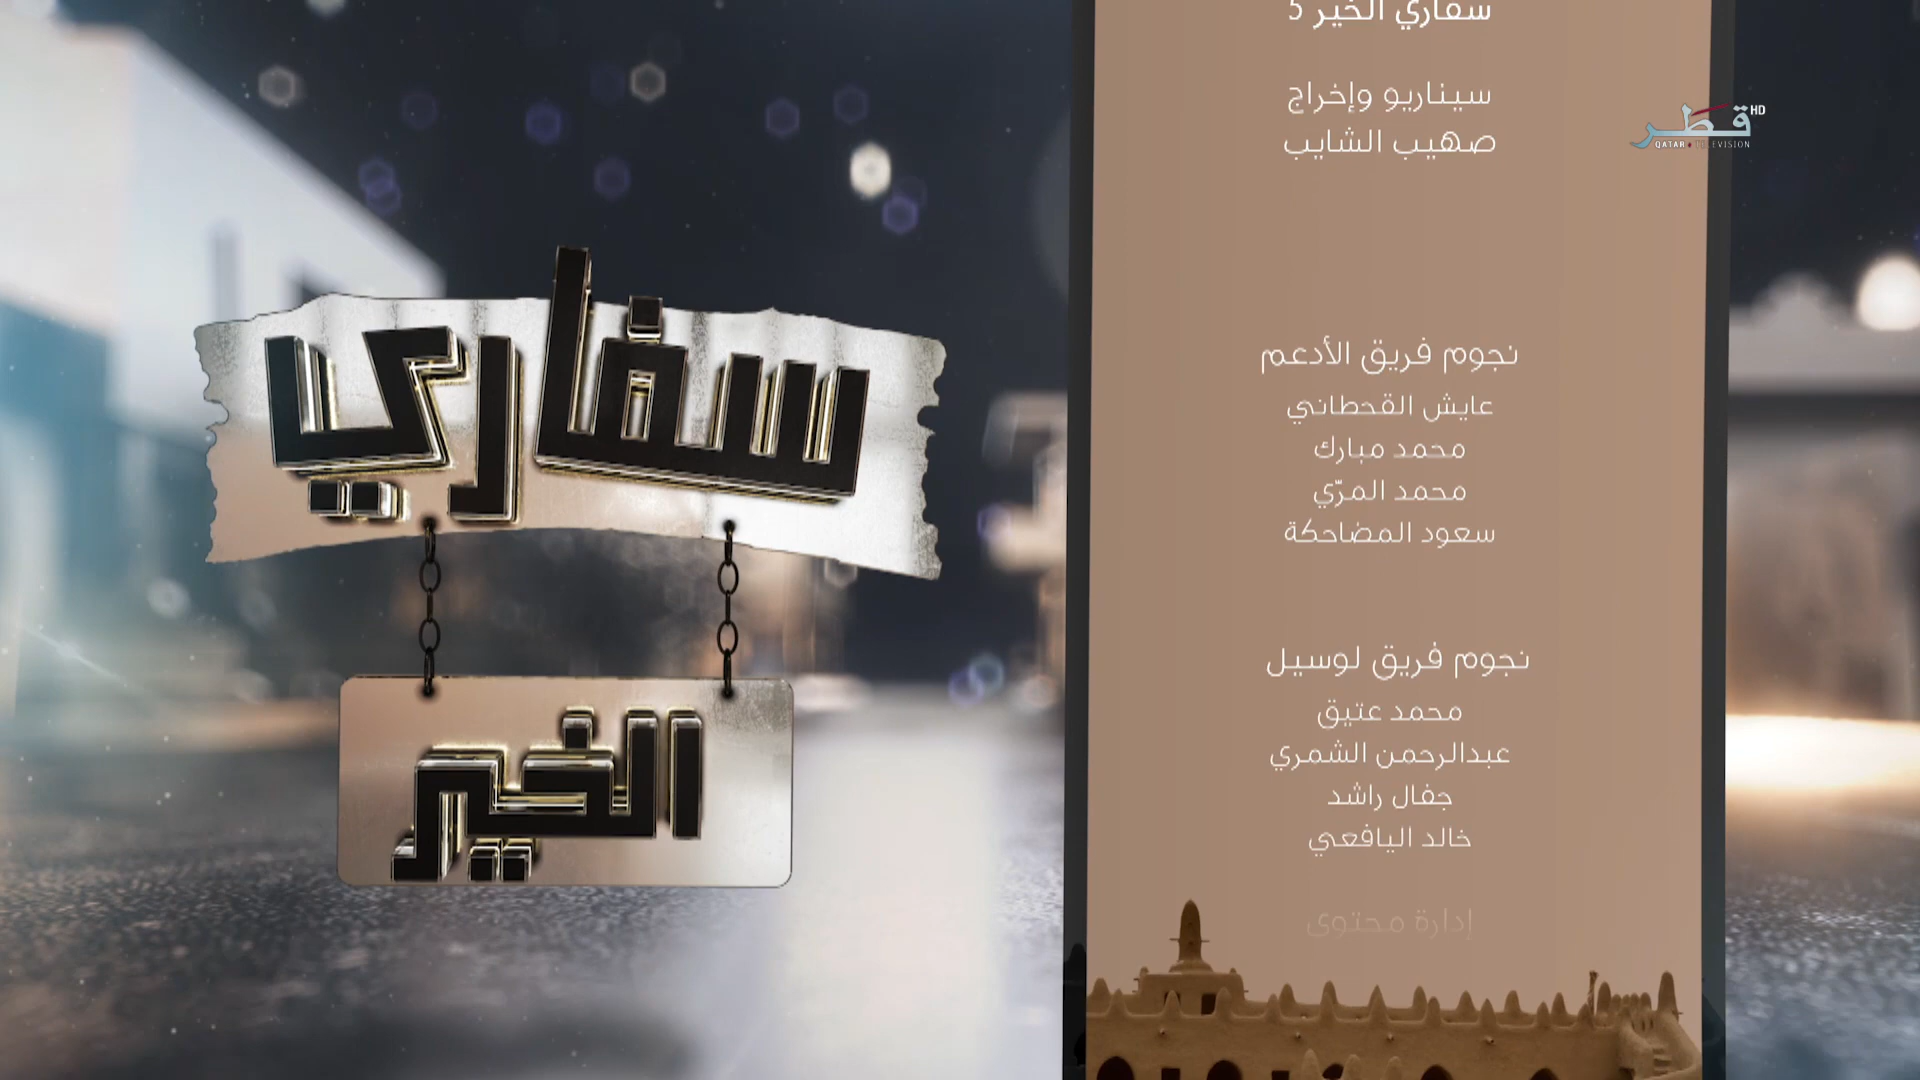 سفاري
الخير
سفاري الخير 5
سيناريو وإخراج
صهيب الشايب
نجوم فريق الأدعم
عايش القحطاني
محمد مبارك
محمد المرّي
سعود المضاحكة
نجوم فريق لوسيل
محمد عتيق
عبدالرحمن الشمري
جفال راشد
خالد اليافعي
إدارة محتوى
قطر HD
QATAR TELEVISION